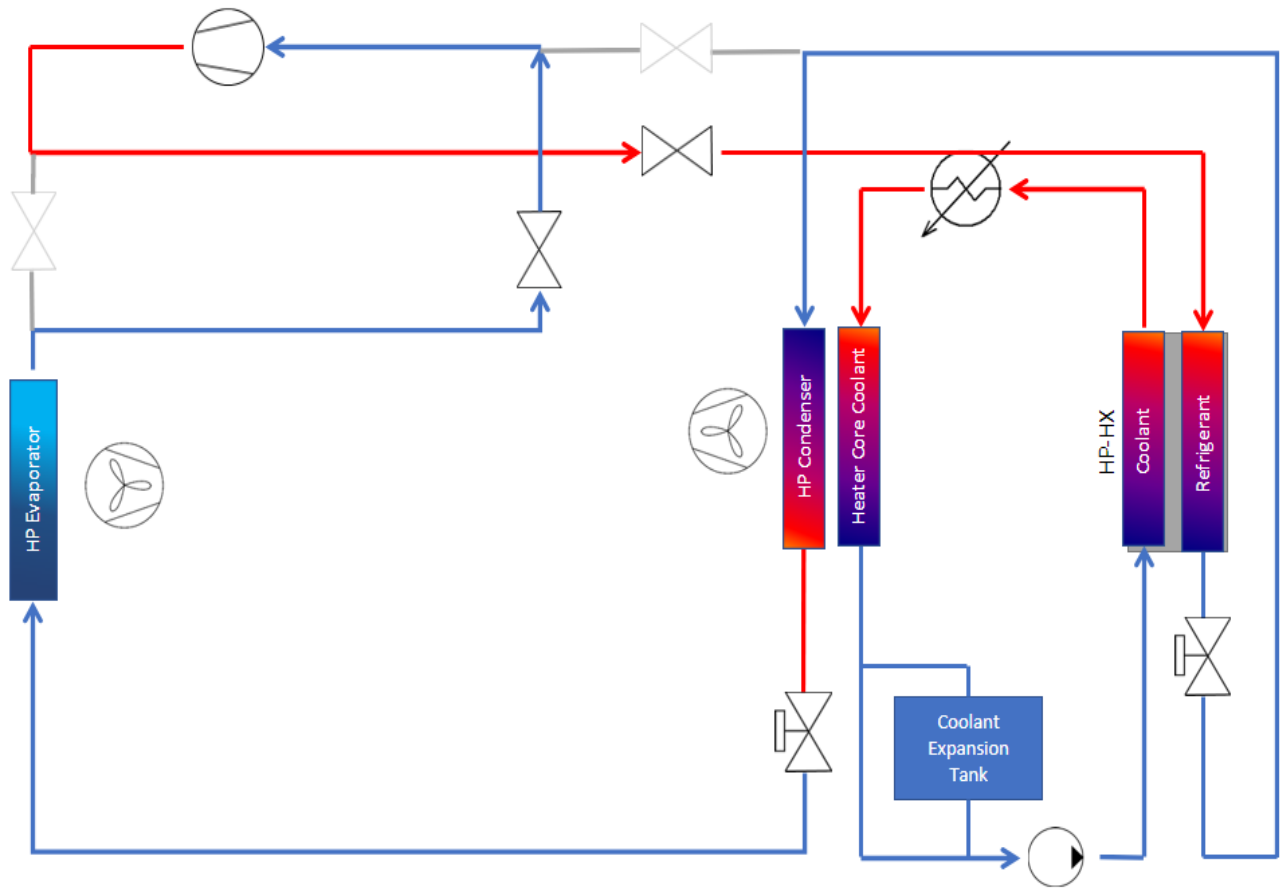 HP Evaporator
HP Condenser
Heater Core Coolant
HP-HX
Coolant
Refrigerant
Coolant
Expansion
Tank